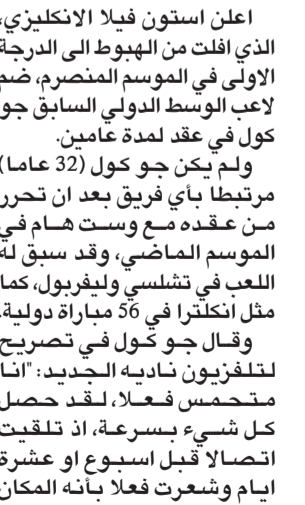 اعلن استون فيلا الانكليزي،
الذي افلت من الهبوط الى الدرجة
الاولى في الموسم المنصرم، ضم
لاعب الوسط الدولي السابق جو
كول في عقد لمدة عامين.
ولم يكن جو كول (32 عاما)
مرتبطا بأي فريق بعد ان تحرر
من عقده مع وست هام في
الموسم الماضي، وقد سبق له
اللعب في تشلسي وليفربول، كما
مثل انكلترا في 56 مباراة دولية.
وقال جو كول في تصريح
لتلفزيون ناديه الجديد: "انا
متحمس فعلا، لقد حصل
كل شيء بسرعة، اذ تلقيت
اتصالا قبل اسبوع او عشرة
ايام وشعرت فعلا بأنه المكان